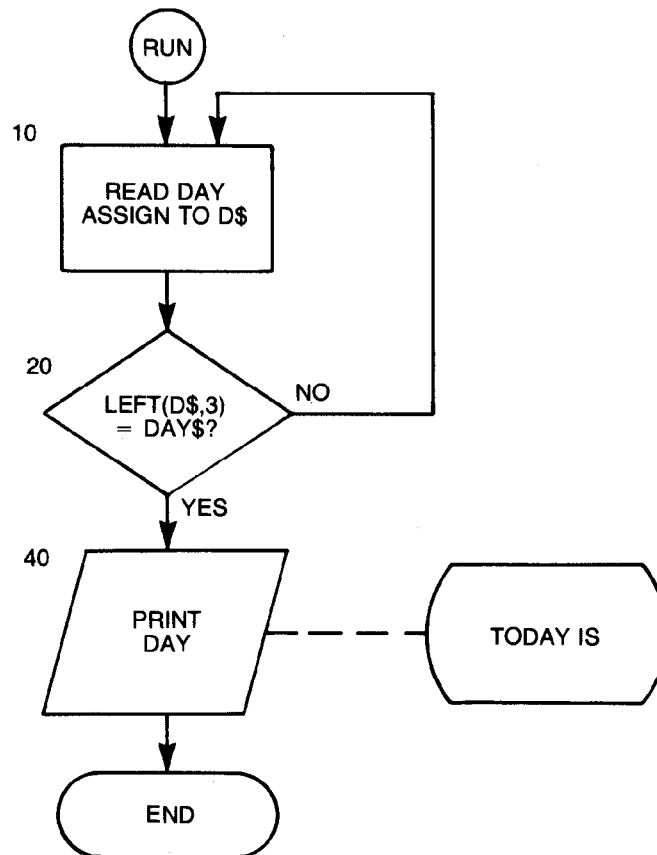 RUN
10
READ DAY
ASSIGN TO D$
20
LEFT(D$,3)
= DAY$?
NO
YES
40
PRINT
DAY
TODAY IS
END